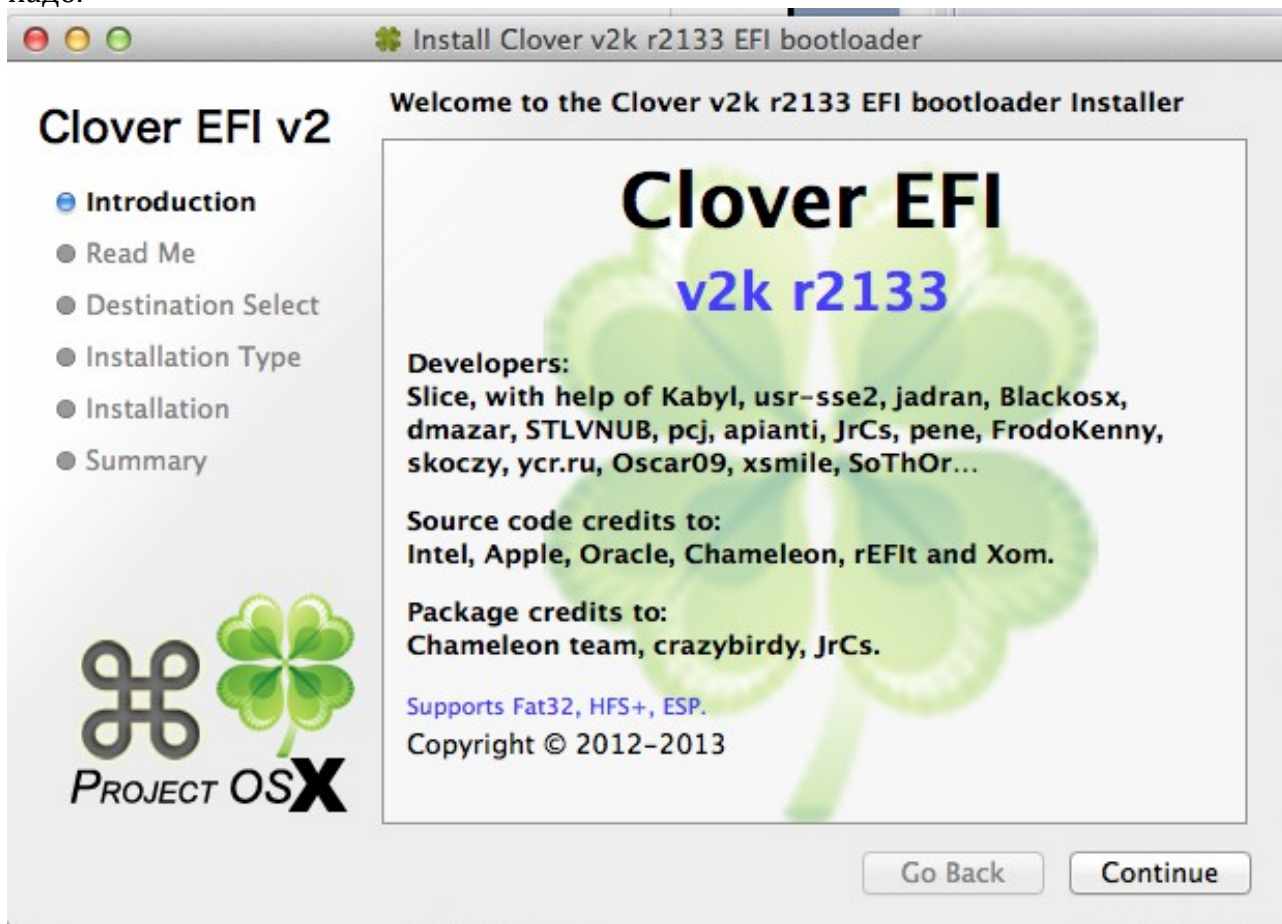 надо.
Install Clover v2k r2133 EFI bootloader
Clover EFI v2
Introduction
Read Me
Destination Select
Installation Type
Installation
Summary
PROJECT OSX
Welcome to the Clover v2k r2133 EFI bootloader Installer
Clover EFI
v2k r2133
Developers:
Slice, with help of Kabyl, usr-sse2, jadran, Blackosx,
dmazar, STLVNUB, pcj, apianti, JrCs, pene, FrodoKenny,
skoczy, ycr.ru, Oscar09, xsmile, SoThOr...
Source code credits to:
Intel, Apple, Oracle, Chameleon, rEFIt and Xom.
Package credits to:
Chameleon team, crazybirdy, JrCs.
Supports Fat32, HFS+, ESP.
Copyright © 2012-2013
Go Back
Continue